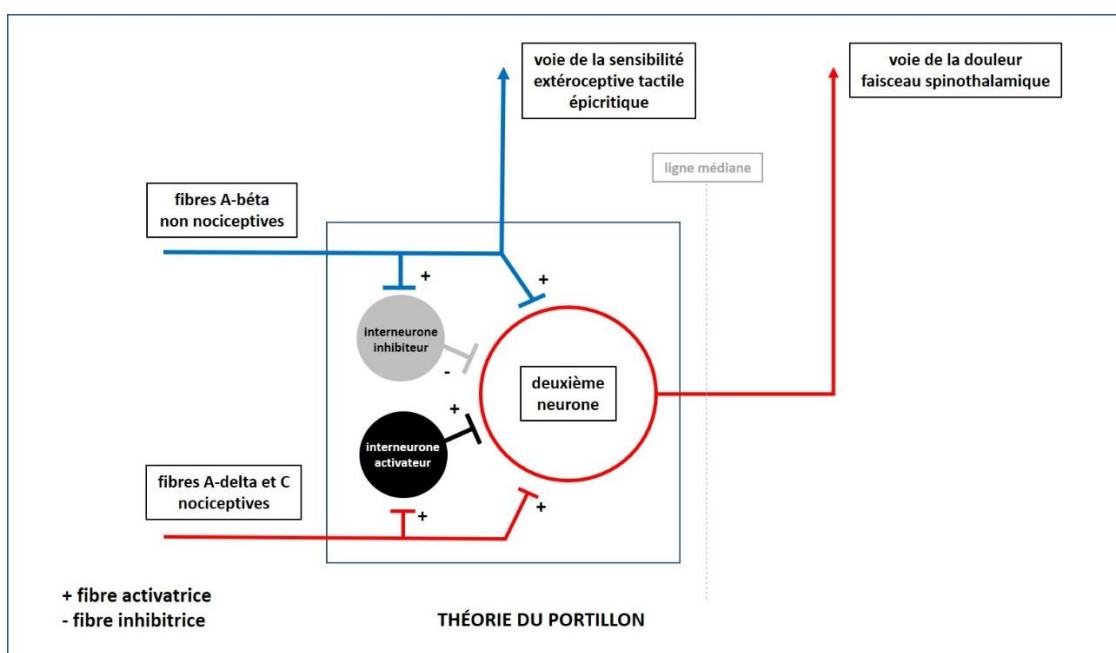 voie de la sensibilité
extéroceptive tactile
épicritique
voie de la douleur
faisceau spinothalamique
ligne médiane
fibres A-béta
non nociceptives
+
+
interneurone
inhibiteur
-
deuxième
neurone
+
interneurone
activateur
fibres A-delta et C
nociceptives
+
+
+ fibre activatrice
- fibre inhibitrice
THÉORIE DU PORTILLON